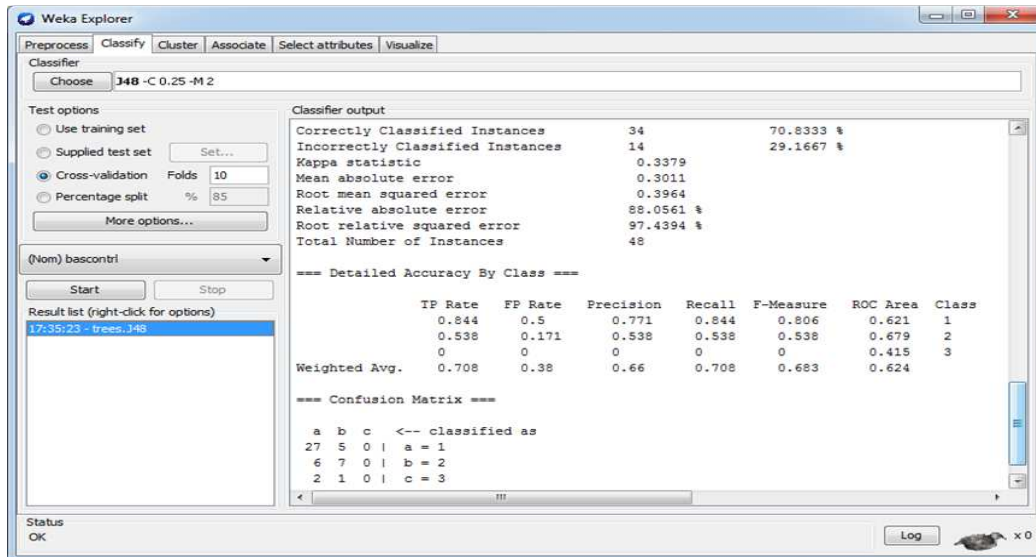 Weka Explorer
Preprocess Classify Cluster Associate Select attributes Visualize
Classifier
Choose J48 -C 0.25 -M 2
Test options
Use training set
Supplied test set Set...
Cross-validation Folds 10
Percentage split % 85
More options...
(Nom) bascontrl
Start Stop
Result list (right-click for options)
17:35:23 - trees.J48
Classifier output
Correctly Classified Instances 34 70.8333 %
Incorrectly Classified Instances 14 29.1667 %
Kappa statistic 0.3379
Mean absolute error 0.3011
Root mean squared error 0.3964
Relative absolute error 88.0561 %
Root relative squared error 97.4394 %
Total Number of Instances 48
=== Detailed Accuracy By Class ===
TP Rate FP Rate Precision Recall F-Measure ROC Area Class
0.844 0.5 0.771 0.844 0.806 0.621 1
0.538 0.171 0.538 0.538 0.538 0.679 2
0 0 0 0 0 0.415 3
Weighted Avg. 0.708 0.38 0.66 0.708 0.683 0.624
=== Confusion Matrix ===
a b c <-- classified as
27 5 0 | a = 1
6 7 0 | b = 2
2 1 0 | c = 3
Status
OK
Log x 0